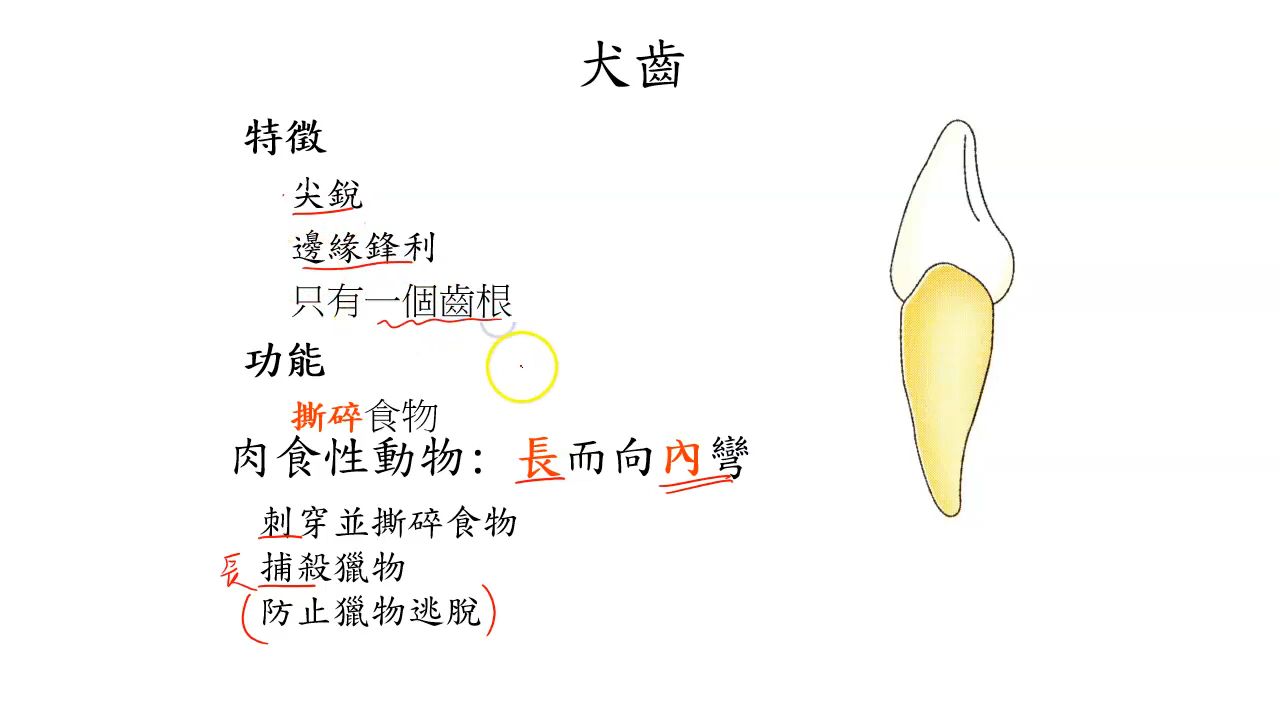 犬齒
特徵
尖銳
邊緣鋒利
只有一個齒根
功能
撕碎食物
肉食性動物：長而向內彎
刺穿並撕碎食物
長 捕殺獵物
(防止獵物逃脫)